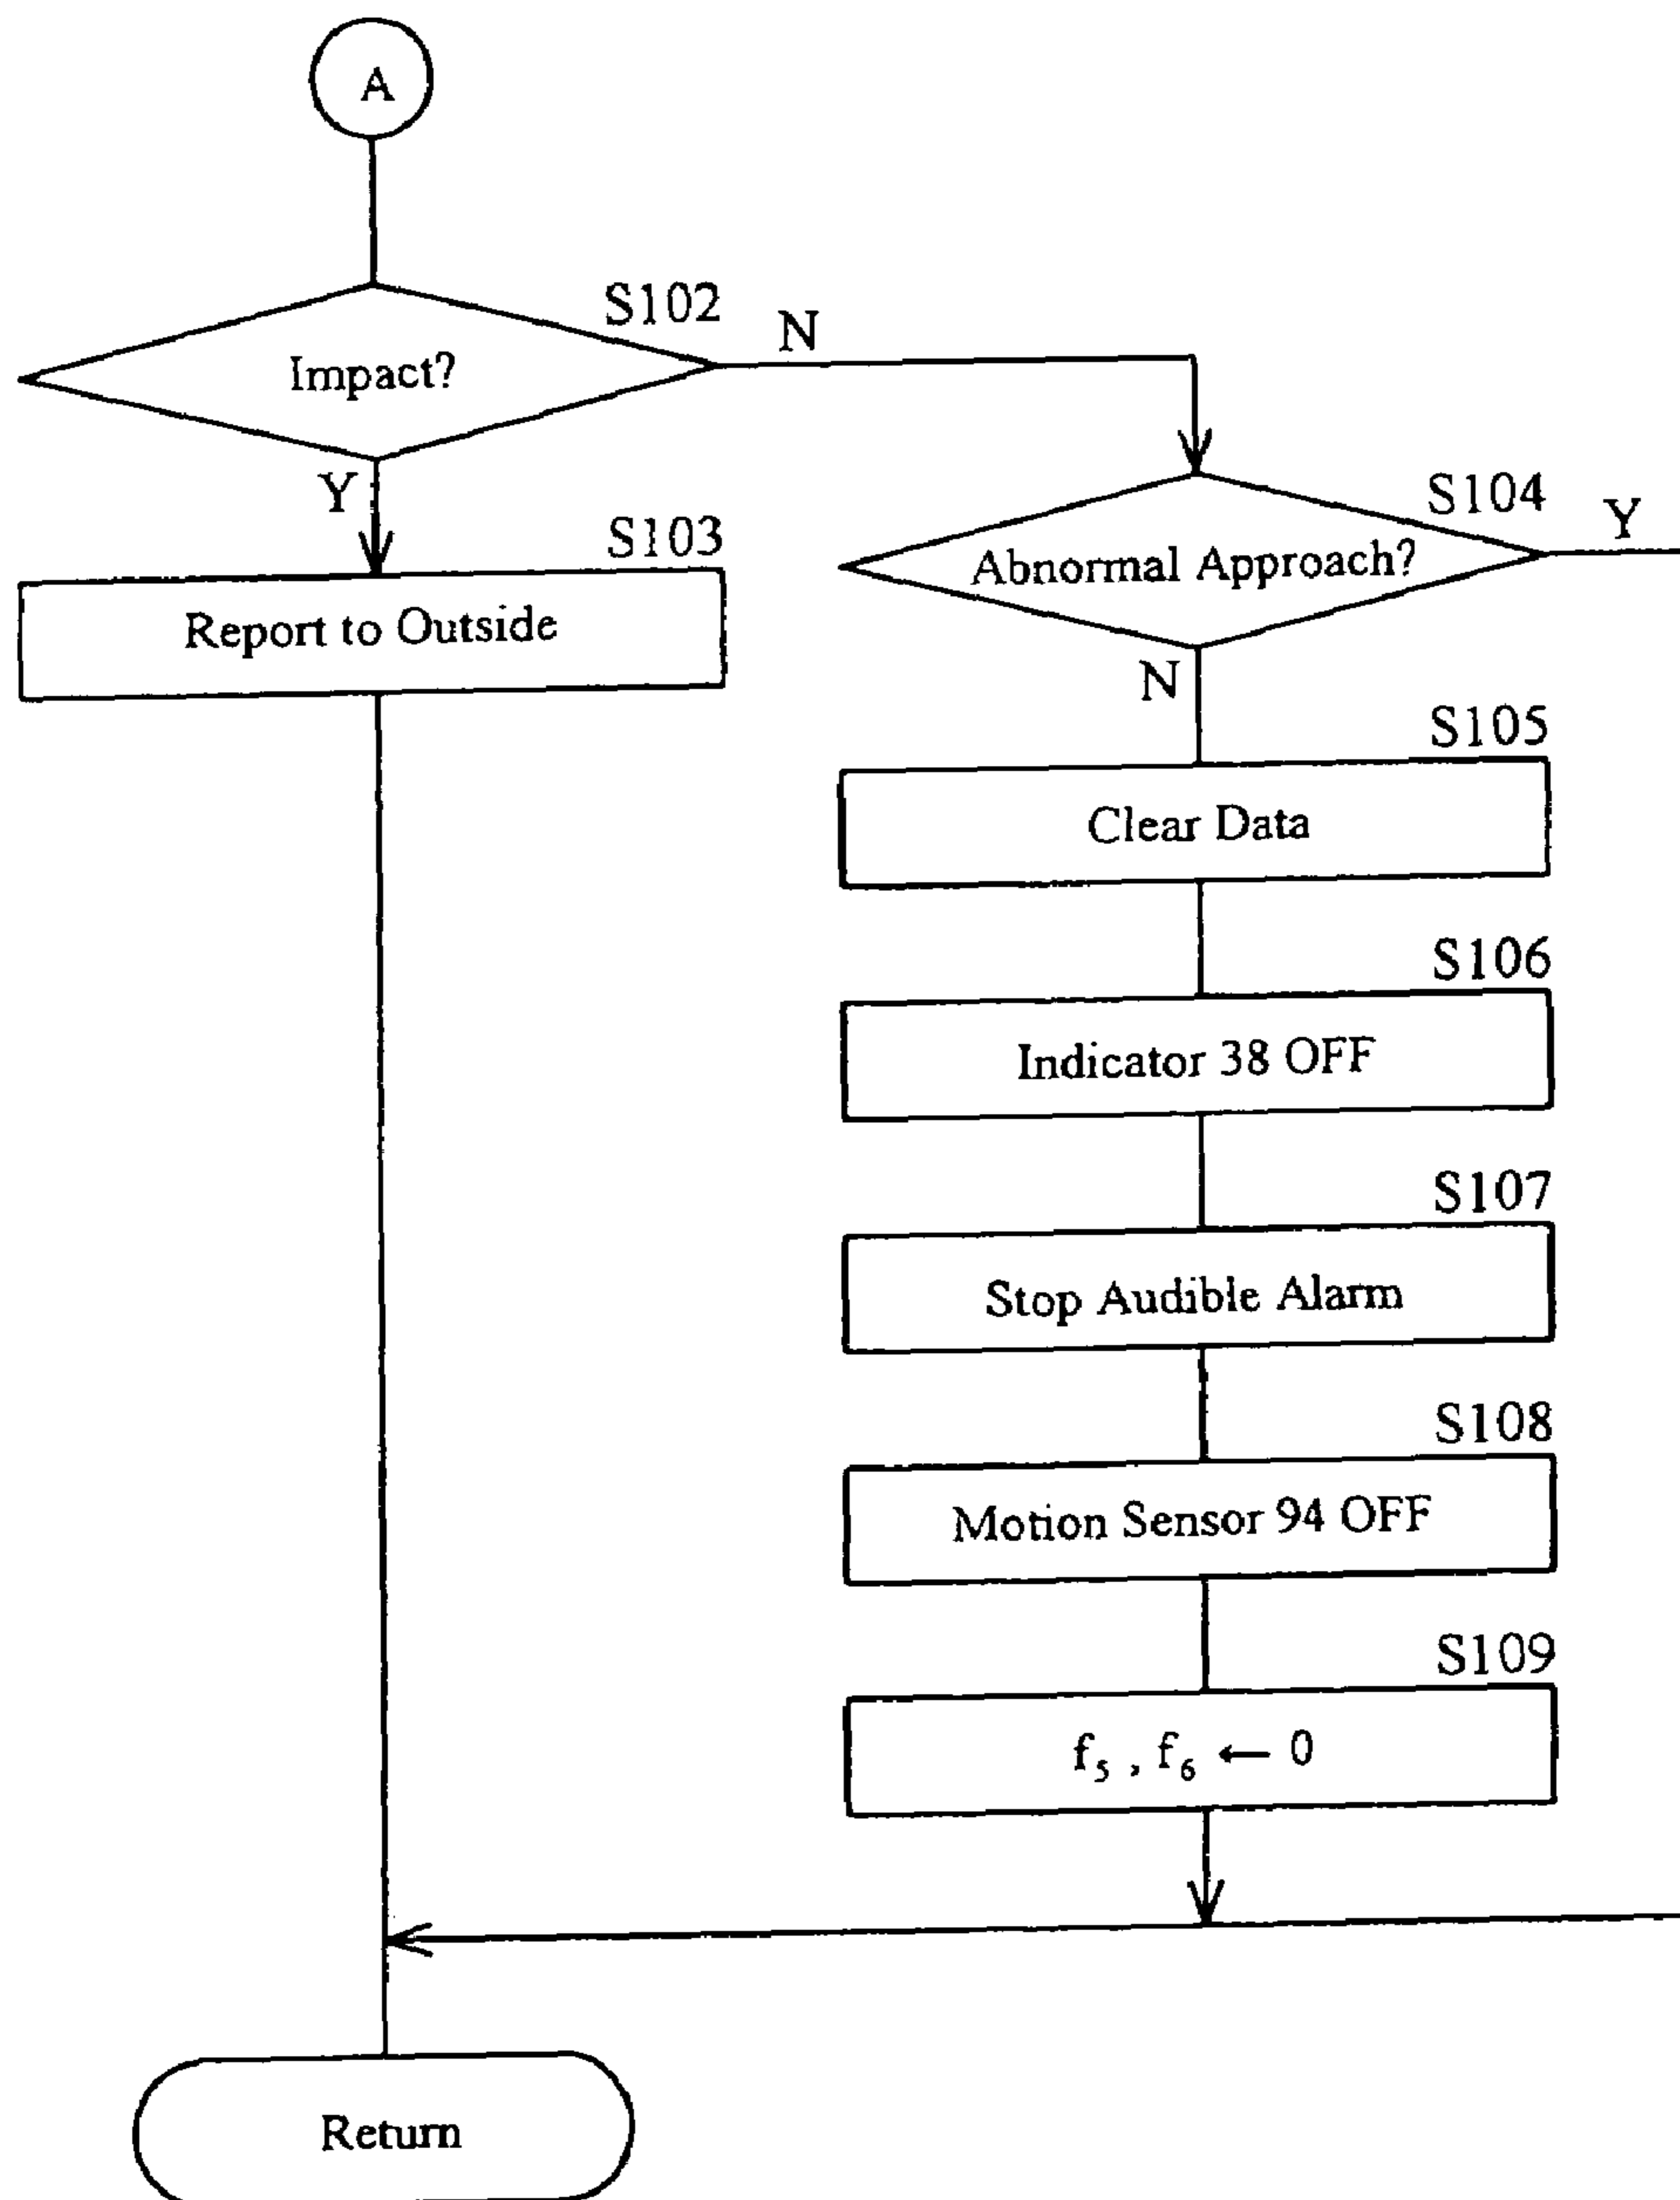 A
S102
N
Impact?
Y
S103
Report to Outside
S104
Y
Abnormal Approach?
N
S105
Clear Data
S106
Indicator 38 OFF
S107
Stop Audible Alarm
S108
Motion Sensor 94 OFF
S109
f₅ , f₆ ← 0
Return